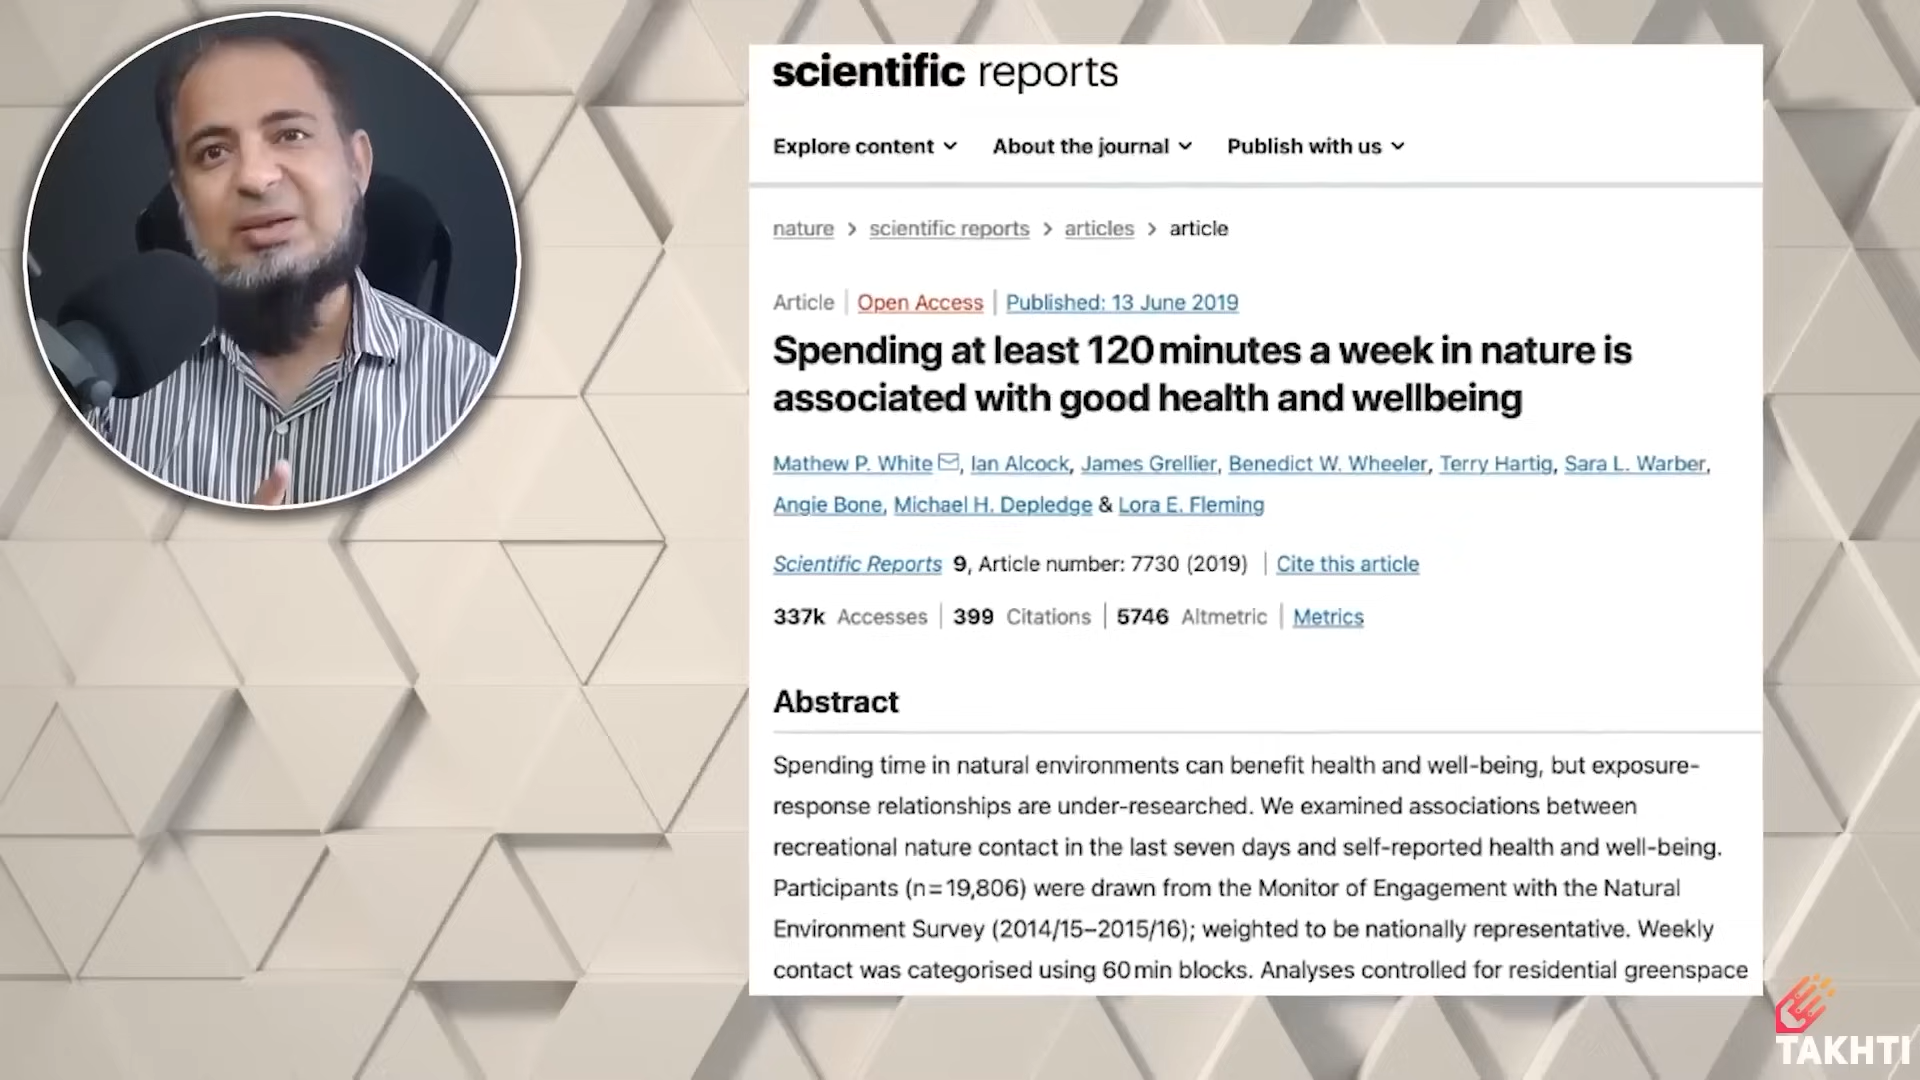 scientific reports
Explore content About the journal Publish with us
nature > scientific reports > articles > article
Article | Open Access | Published: 13 June 2019
Spending at least 120 minutes a week in nature is
associated with good health and wellbeing
Mathew P. White, Ian Alcock, James Grellier, Benedict W. Wheeler, Terry Hartig, Sara L. Warber,
Angie Bone, Michael H. Depledge & Lora E. Fleming
Scientific Reports 9, Article number: 7730 (2019) | Cite this article
337k Accesses | 399 Citations | 5746 Altmetric | Metrics
Abstract
Spending time in natural environments can benefit health and well-being, but exposure-
response relationships are under-researched. We examined associations between
recreational nature contact in the last seven days and self-reported health and well-being.
Participants (n=19,806) were drawn from the Monitor of Engagement with the Natural
Environment Survey (2014/15–2015/16); weighted to be nationally representative. Weekly
contact was categorised using 60 min blocks. Analyses controlled for residential greenspace
TAKHTI